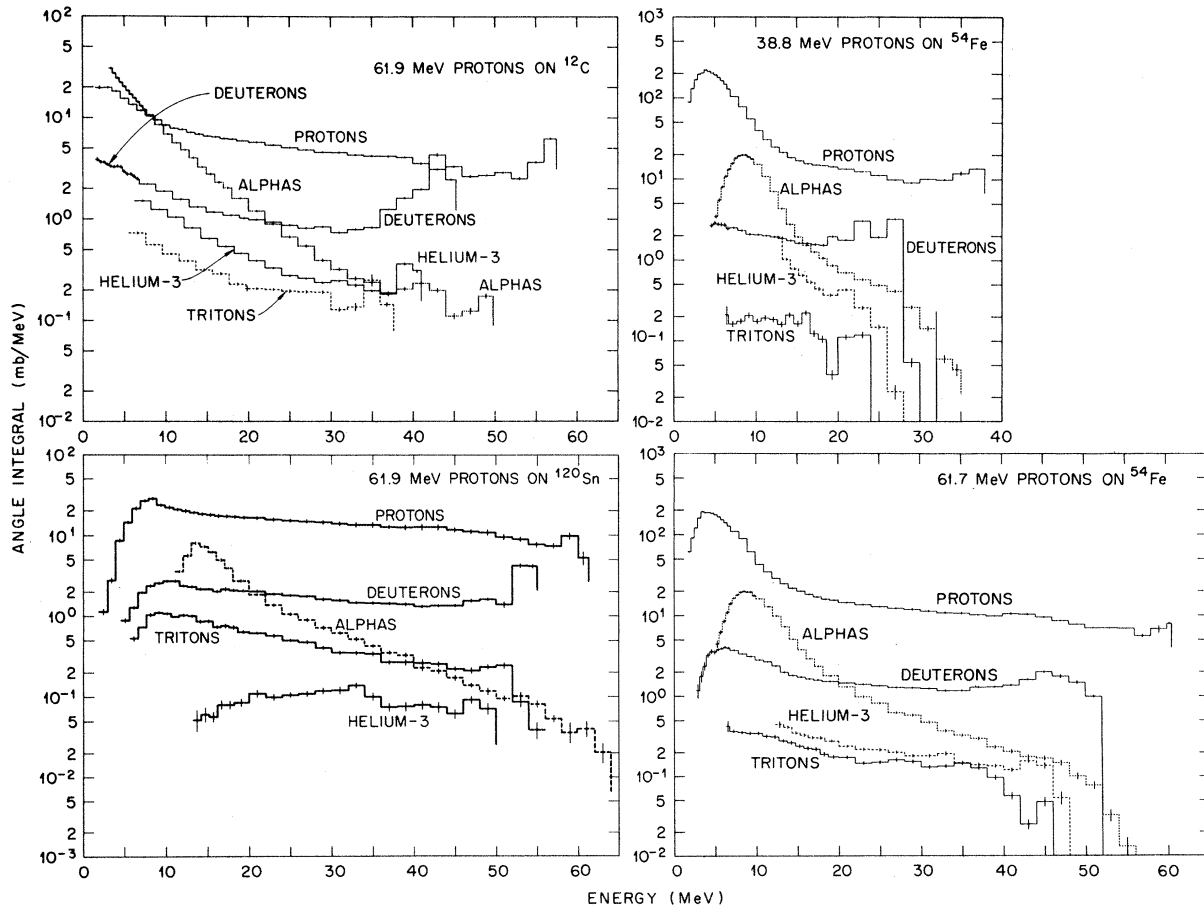 ANGLE INTEGRAL (mb/MeV)
10²
5
2
10¹
5
2
10⁰
5
2
10⁻¹
5
2
10⁻²
61.9 MeV PROTONS ON ¹²C
DEUTERONS
PROTONS
ALPHAS
DEUTERONS
HELIUM-3
HELIUM-3
ALPHAS
TRITONS
0 10 20 30 40 50 60
10³
5
2
10²
5
2
10¹
5
2
10⁰
5
2
10⁻¹
5
2
10⁻²
38.8 MeV PROTONS ON ⁵⁴Fe
PROTONS
ALPHAS
DEUTERONS
HELIUM-3
TRITONS
0 10 20 30 40
5
2
10¹
5
2
10⁰
5
2
10⁻¹
5
2
10⁻²
5
2
10⁻³
61.9 MeV PROTONS ON ¹²⁰Sn
PROTONS
DEUTERONS
ALPHAS
TRITONS
HELIUM-3
0 10 20 30 40 50 60
10³
5
2
10²
5
2
10¹
5
2
10⁰
5
2
10⁻¹
5
2
10⁻²
61.7 MeV PROTONS ON ⁵⁴Fe
PROTONS
ALPHAS
DEUTERONS
HELIUM-3
TRITONS
0 10 20 30 40 50 60
ENERGY (MeV)